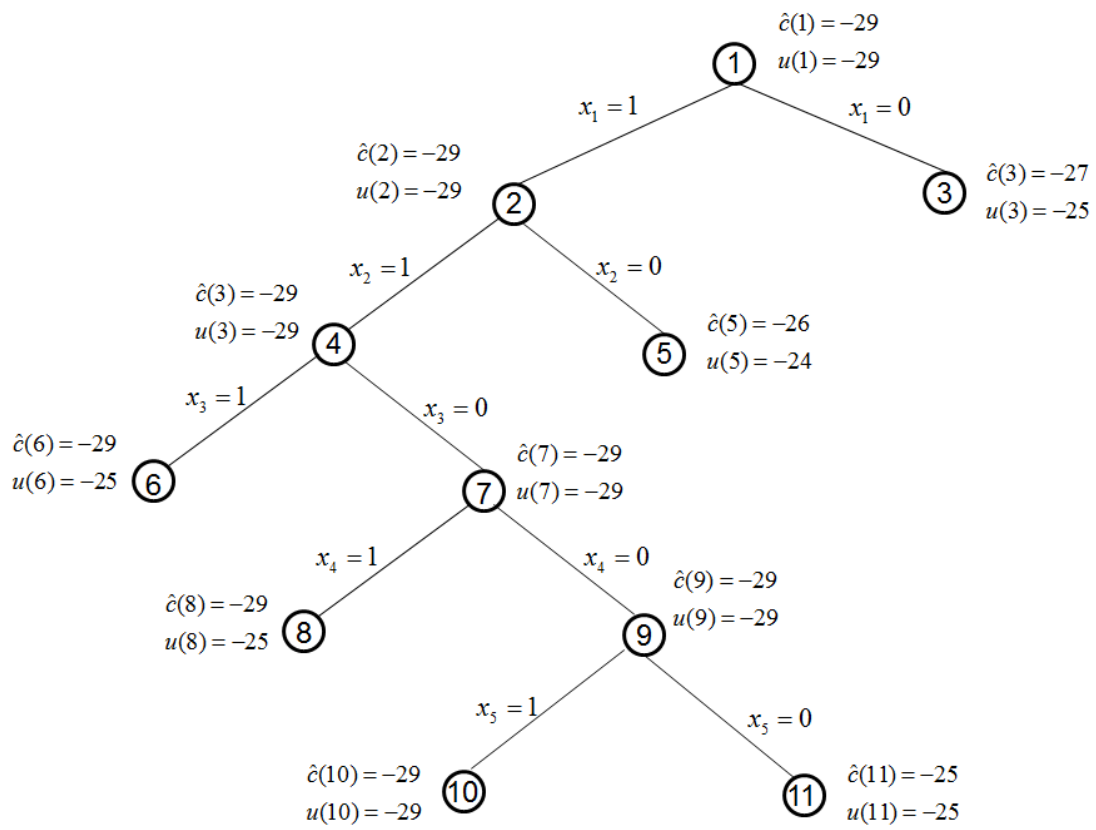 ĉ(1) = −29
u(1) = −29
1
x₁ = 1
x₁ = 0
ĉ(2) = −29
u(2) = −29
2
ĉ(3) = −27
u(3) = −25
3
x₂ = 1
x₂ = 0
ĉ(3) = −29
u(3) = −29
4
ĉ(5) = −26
u(5) = −24
5
x₃ = 1
x₃ = 0
ĉ(6) = −29
u(6) = −25
6
ĉ(7) = −29
u(7) = −29
7
x₄ = 1
x₄ = 0
ĉ(8) = −29
u(8) = −25
8
ĉ(9) = −29
u(9) = −29
9
x₅ = 1
x₅ = 0
ĉ(10) = −29
u(10) = −29
10
ĉ(11) = −25
u(11) = −25
11